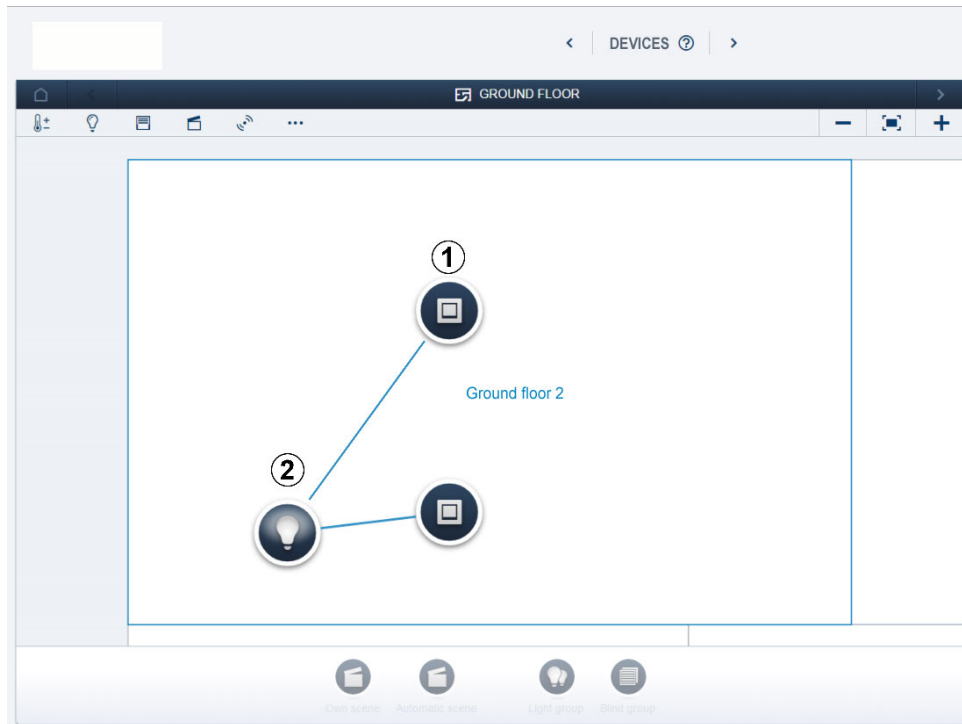 DEVICES ?
GROUND FLOOR
1
Ground floor 2
2
Own scene Automatic scene Light group Blind group